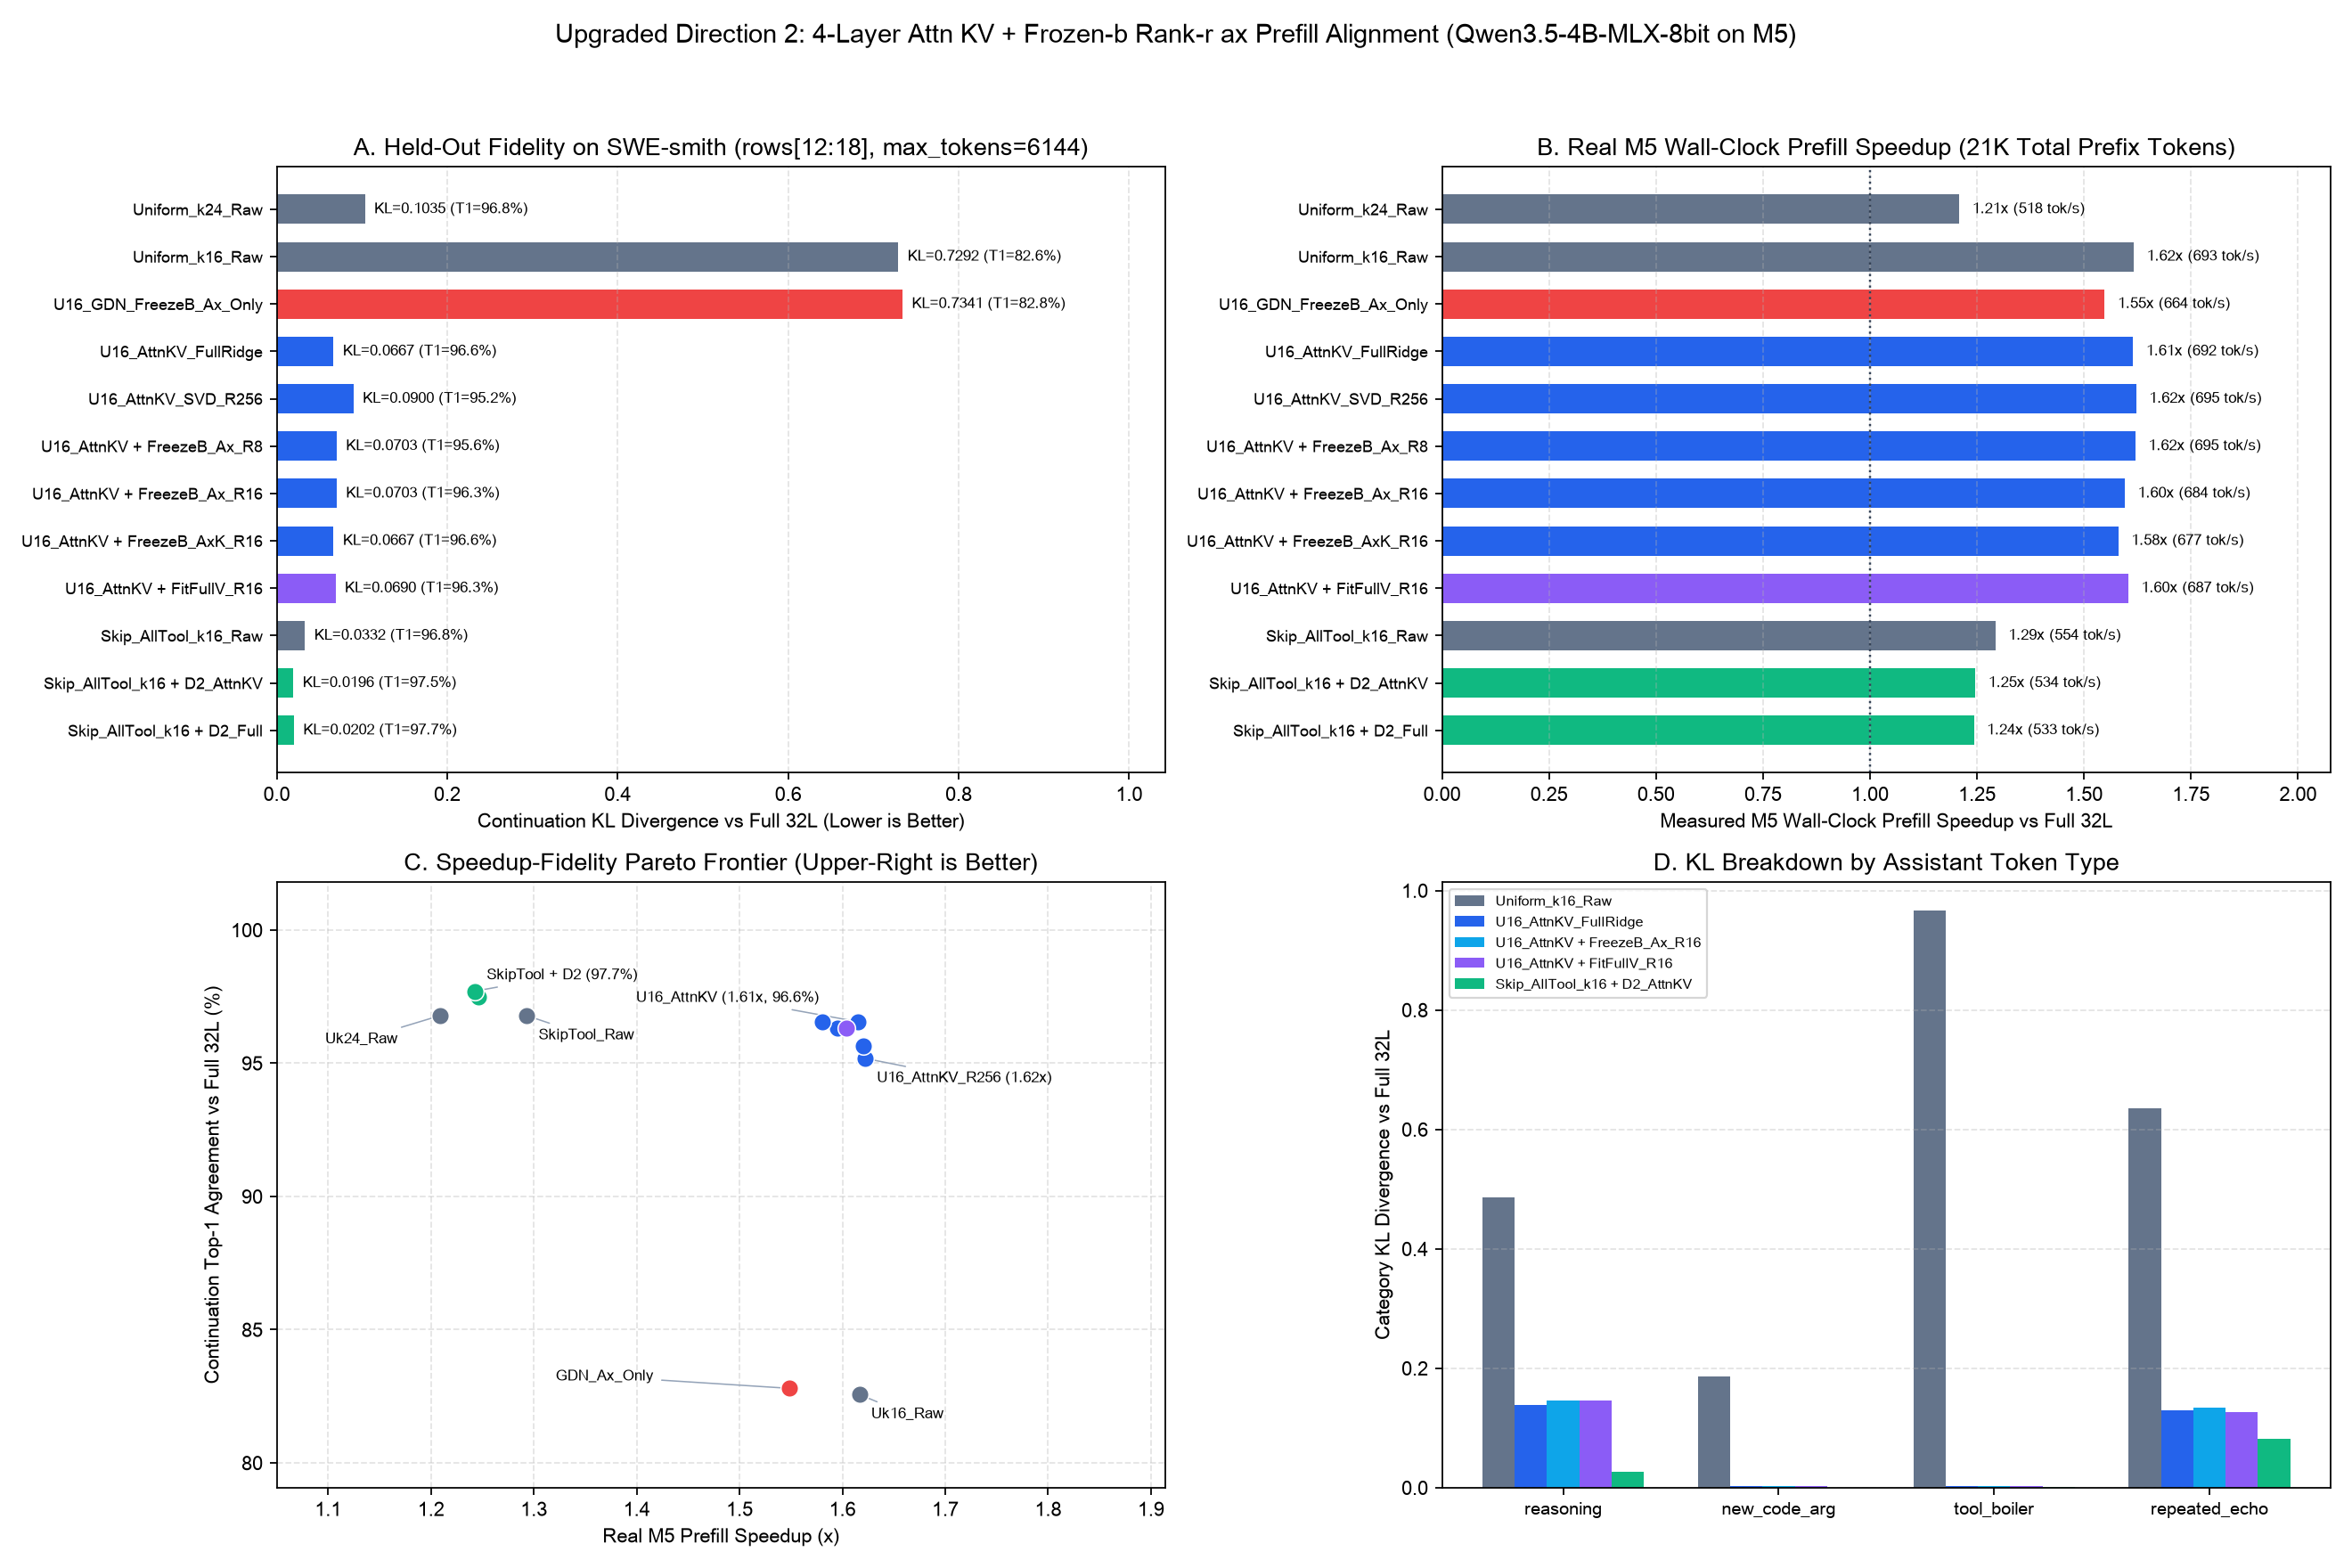 Upgraded Direction 2: 4-Layer Attn KV + Frozen-b Rank-r ax Prefill Alignment (Qwen3.5-4B-MLX-8bit on M5)
A. Held-Out Fidelity on SWE-smith (rows[12:18], max_tokens=6144)
Uniform_k24_Raw
KL=0.1035 (T1=96.8%)
Uniform_k16_Raw
KL=0.7292 (T1=82.6%)
U16_GDN_FreezeB_Ax_Only
KL=0.7341 (T1=82.8%)
U16_AttnKV_FullRidge
KL=0.0667 (T1=96.6%)
U16_AttnKV_SVD_R256
KL=0.0900 (T1=95.2%)
U16_AttnKV + FreezeB_Ax_R8
KL=0.0703 (T1=95.6%)
U16_AttnKV + FreezeB_Ax_R16
KL=0.0703 (T1=96.3%)
U16_AttnKV + FreezeB_AxK_R16
KL=0.0667 (T1=96.6%)
U16_AttnKV + FitFullV_R16
KL=0.0690 (T1=96.3%)
Skip_AllTool_k16_Raw
KL=0.0332 (T1=96.8%)
Skip_AllTool_k16 + D2_AttnKV
KL=0.0196 (T1=97.5%)
Skip_AllTool_k16 + D2_Full
KL=0.0202 (T1=97.7%)
0.0 0.2 0.4 0.6 0.8 1.0
Continuation KL Divergence vs Full 32L (Lower is Better)
B. Real M5 Wall-Clock Prefill Speedup (21K Total Prefix Tokens)
Uniform_k24_Raw
1.21x (518 tok/s)
Uniform_k16_Raw
1.62x (693 tok/s)
U16_GDN_FreezeB_Ax_Only
1.55x (664 tok/s)
U16_AttnKV_FullRidge
1.61x (692 tok/s)
U16_AttnKV_SVD_R256
1.62x (695 tok/s)
U16_AttnKV + FreezeB_Ax_R8
1.62x (695 tok/s)
U16_AttnKV + FreezeB_Ax_R16
1.60x (684 tok/s)
U16_AttnKV + FreezeB_AxK_R16
1.58x (677 tok/s)
U16_AttnKV + FitFullV_R16
1.60x (687 tok/s)
Skip_AllTool_k16_Raw
1.29x (554 tok/s)
Skip_AllTool_k16 + D2_AttnKV
1.25x (534 tok/s)
Skip_AllTool_k16 + D2_Full
1.24x (533 tok/s)
0.00 0.25 0.50 0.75 1.00 1.25 1.50 1.75 2.00
Measured M5 Wall-Clock Prefill Speedup vs Full 32L
C. Speedup-Fidelity Pareto Frontier (Upper-Right is Better)
Continuation Top-1 Agreement vs Full 32L (%)
100
95
90
85
80
SkipTool + D2 (97.7%)
U16_AttnKV (1.61x, 96.6%)
Uk24_Raw
SkipTool_Raw
U16_AttnKV_R256 (1.62x)
GDN_Ax_Only
Uk16_Raw
1.1 1.2 1.3 1.4 1.5 1.6 1.7 1.8 1.9
Real M5 Prefill Speedup (x)
D. KL Breakdown by Assistant Token Type
Category KL Divergence vs Full 32L
1.0
0.8
0.6
0.4
0.2
0.0
Uniform_k16_Raw
U16_AttnKV_FullRidge
U16_AttnKV + FreezeB_Ax_R16
U16_AttnKV + FitFullV_R16
Skip_AllTool_k16 + D2_AttnKV
reasoning new_code_arg tool_boiler repeated_echo